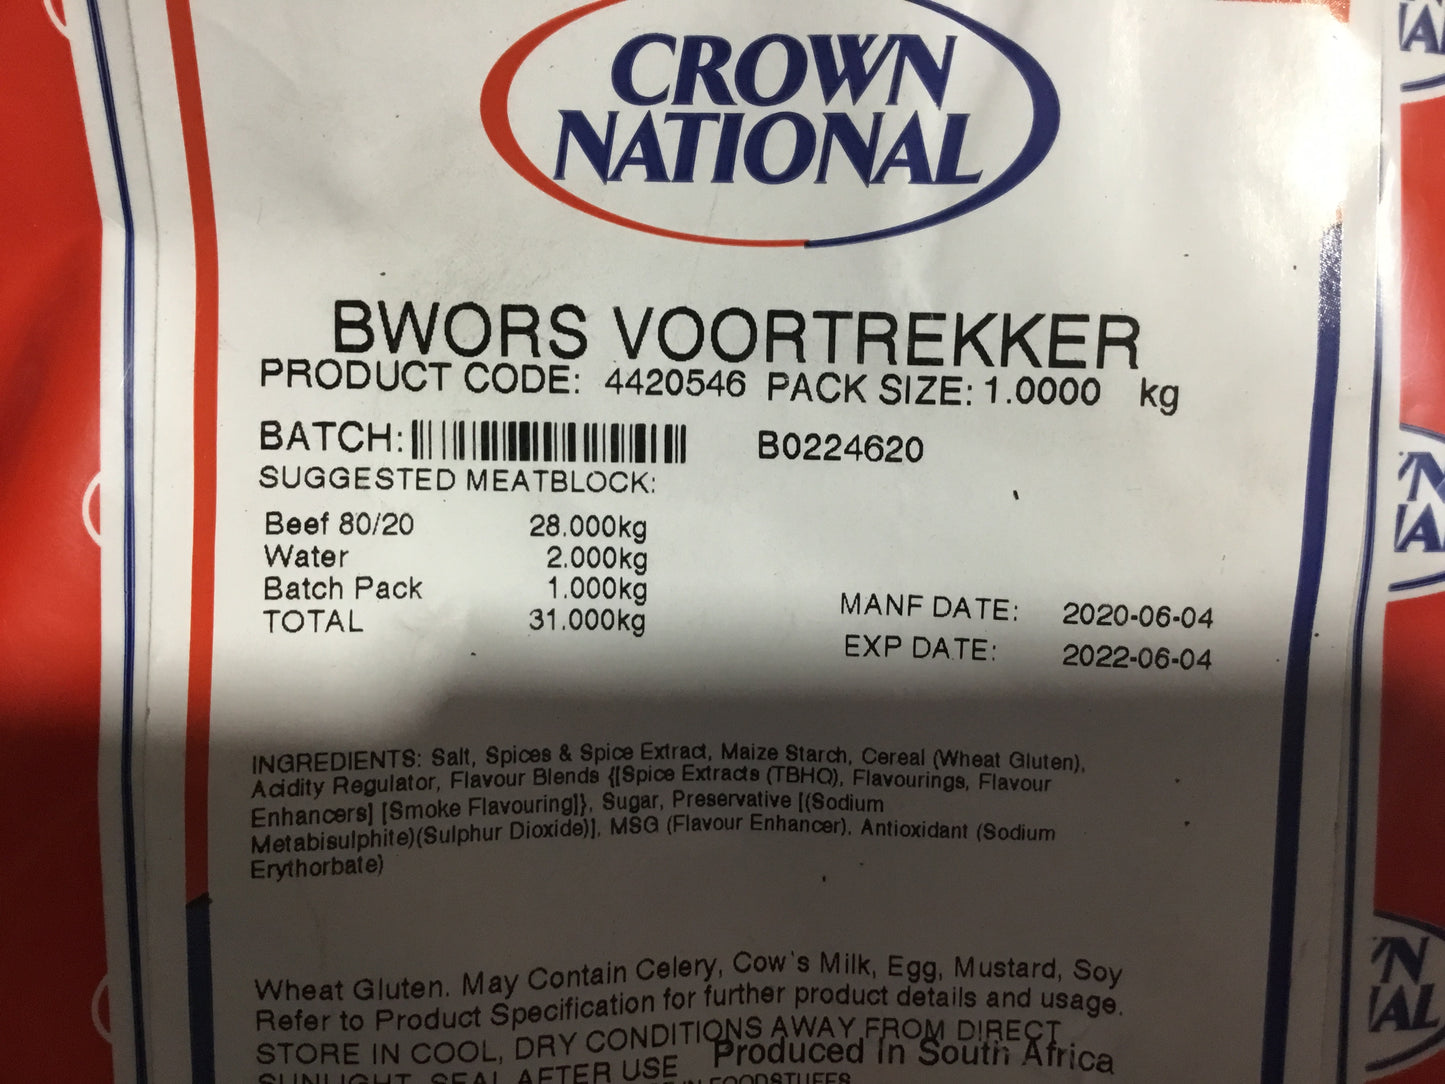 CROWN
NATIONAL
BWORS VOORTREKKER
PRODUCT CODE: 4420546 PACK SIZE: 1.0000 kg
BATCH: B0224620
SUGGESTED MEATBLOCK:
Beef 80/20 28.000kg
Water 2.000kg
Batch Pack 1.000kg
TOTAL 31.000kg
MANF DATE: 2020-06-04
EXP DATE: 2022-06-04
INGREDIENTS: Salt, Spices & Spice Extract, Maize Starch, Cereal (Wheat Gluten),
Acidity Regulator, Flavour Blends {[Spice Extracts (TBHQ), Flavourings, Flavour
Enhancers] [Smoke Flavouring]}, Sugar, Preservative [(Sodium
Metabisulphite)(Sulphur Dioxide)], MSG (Flavour Enhancer), Antioxidant (Sodium
Erythorbate)
Wheat Gluten. May Contain Celery, Cow's Milk, Egg, Mustard, Soy
Refer to Product Specification for further product details and usage.
STORE IN COOL, DRY CONDITIONS AWAY FROM DIRECT
Produced in South Africa
SUNLIGHT. SEAL AFTER USE
FOODSTUFFS